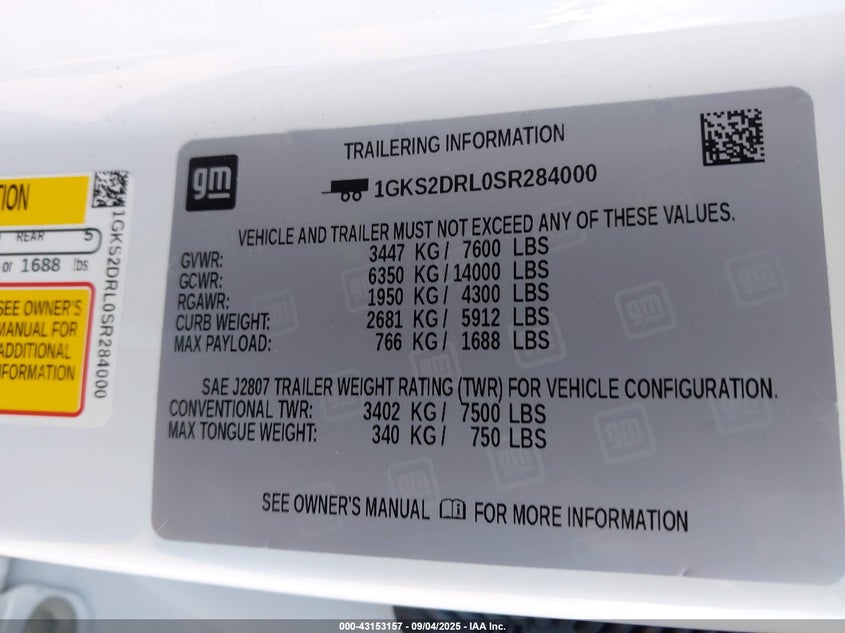 TION
REAR 5
or 1688 lbs
SEE OWNER'S
MANUAL FOR
ADDITIONAL
INFORMATION
1GKS2DRL0SR284000
gm
TRAILERING INFORMATION
1GKS2DRL0SR284000
VEHICLE AND TRAILER MUST NOT EXCEED ANY OF THESE VALUES.
GVWR: 3447 KG / 7600 LBS
GCWR: 6350 KG / 14000 LBS
RGAWR: 1950 KG / 4300 LBS
CURB WEIGHT: 2681 KG / 5912 LBS
MAX PAYLOAD: 766 KG / 1688 LBS
SAE J2807 TRAILER WEIGHT RATING (TWR) FOR VEHICLE CONFIGURATION.
CONVENTIONAL TWR: 3402 KG / 7500 LBS
MAX TONGUE WEIGHT: 340 KG / 750 LBS
SEE OWNER'S MANUAL FOR MORE INFORMATION
000-43153157 - 09/04/2025 - IAA Inc.